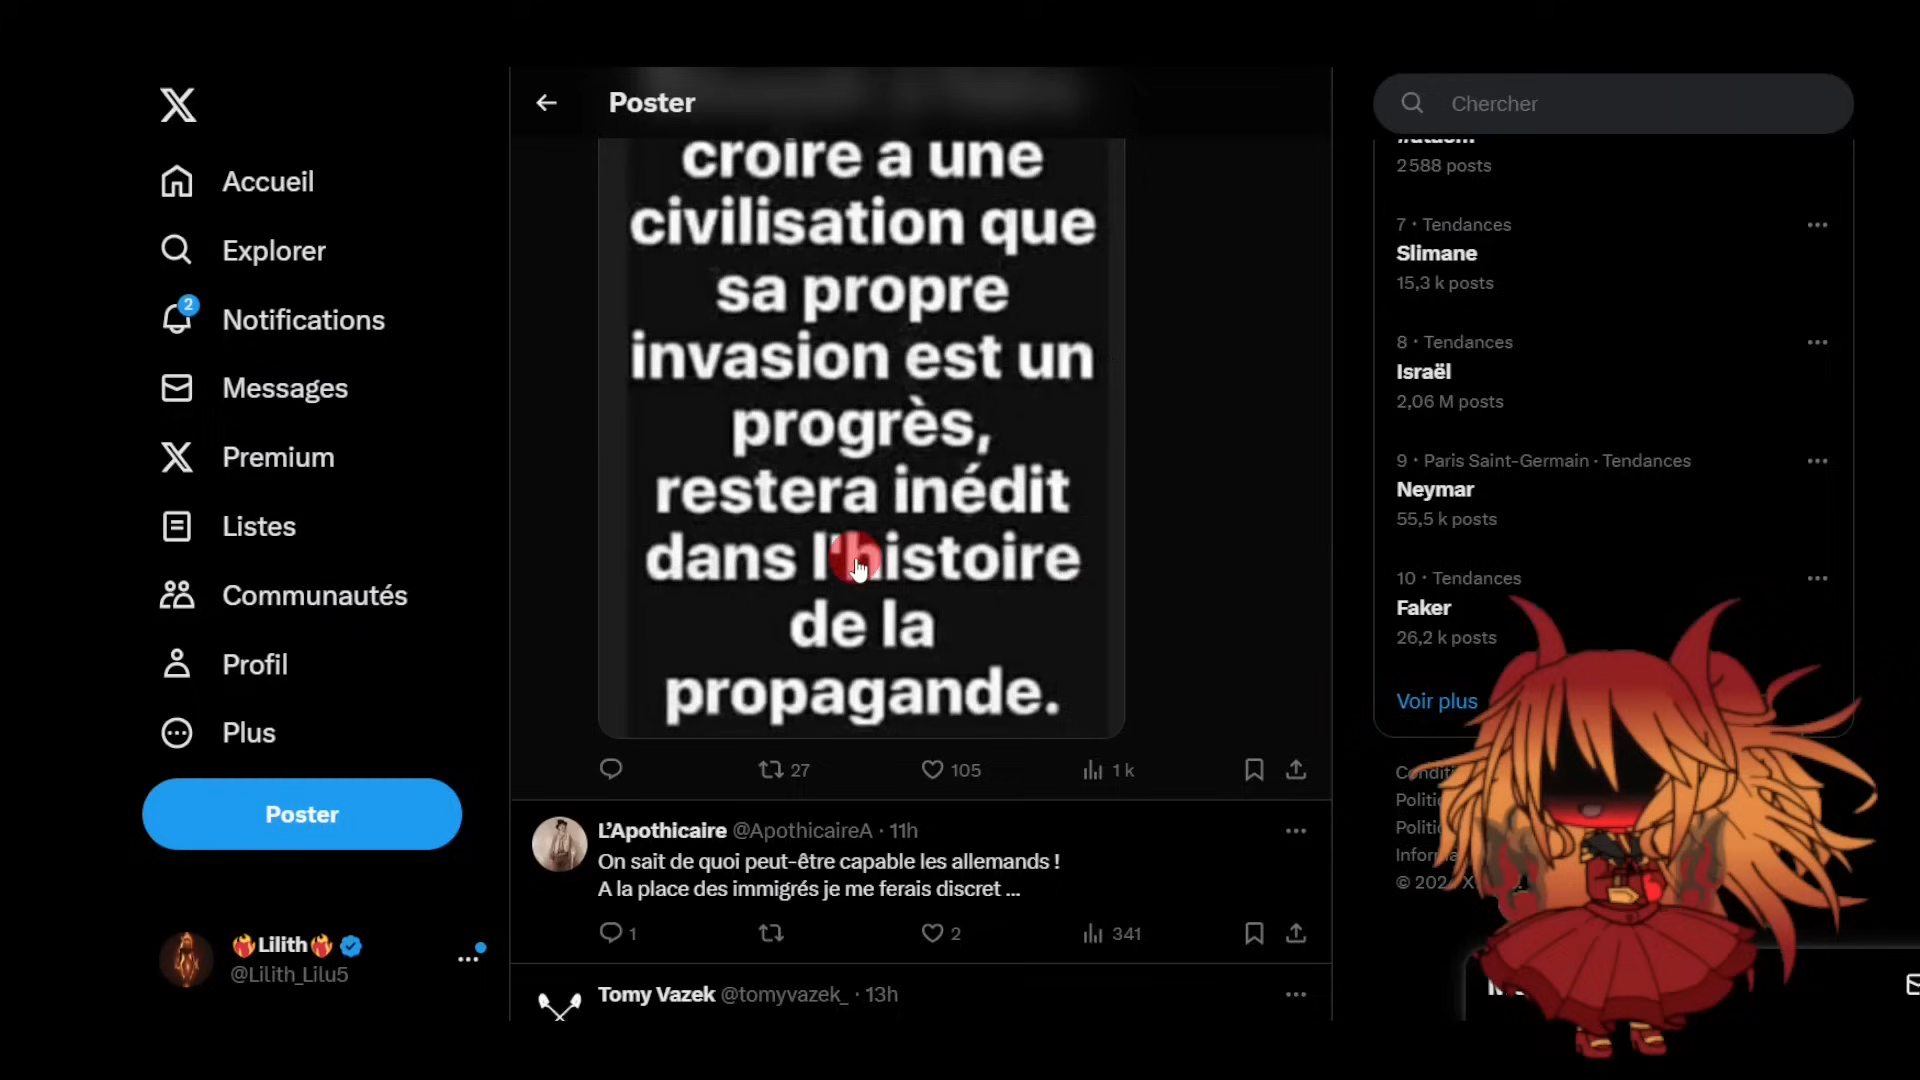 Poster
Chercher
Accueil
Explorer
2
Notifications
Messages
Premium
Listes
Communautés
Profil
Plus
Poster
Lilith
@Lilith_Lilu5
croire à une
civilisation que
sa propre
invasion est un
progrès,
restera inédit
dans l'histoire
de la
propagande.
27
105
1 k
L'Apothicaire @ApothicaireA · 11h
On sait de quoi peut-être capable les allemands !
A la place des immigrés je me ferais discret ...
1
2
341
Tomy Vazek @tomyvazek_ · 13h
2 588 posts
7 · Tendances
Slimane
15,3 k posts
8 · Tendances
Israël
2,06 M posts
9 · Paris Saint-Germain · Tendances
Neymar
55,5 k posts
10 · Tendances
Faker
26,2 k posts
Voir plus